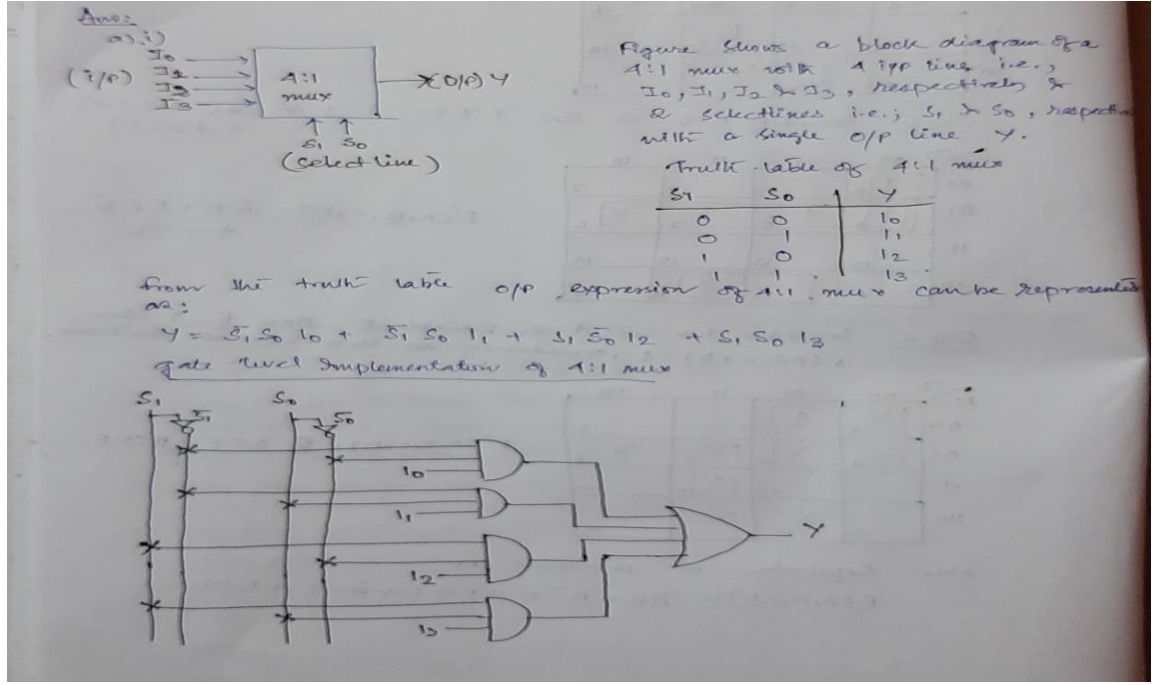 Ans:
a) i)
I0
(i/p) I1
I2
I3
4:1
mux
(O/P) Y
S1 S0
(Select line)
Figure shows a block diagram of a
4:1 mux with 4 i/p line i.e.,
I0, I1, I2 & I3, respectively &
2 selectlines i.e.; S1 & S0, respective
with a single o/p line Y.
Truth table of 4:1 mux
S1 S0 Y
0 0 I0
0 1 I1
1 0 I2
1 1 I3
From the truth table o/p expression of 4:1 mux can be represented
as:
Y = S̄1 S0 I0 + S̄1 S0 I1 + S1 S̄0 I2 + S1 S0 I3
gate level Implementation of 4:1 mux
S1 S̄1 S0 S̄0
I0
I1
Y
I2
I3